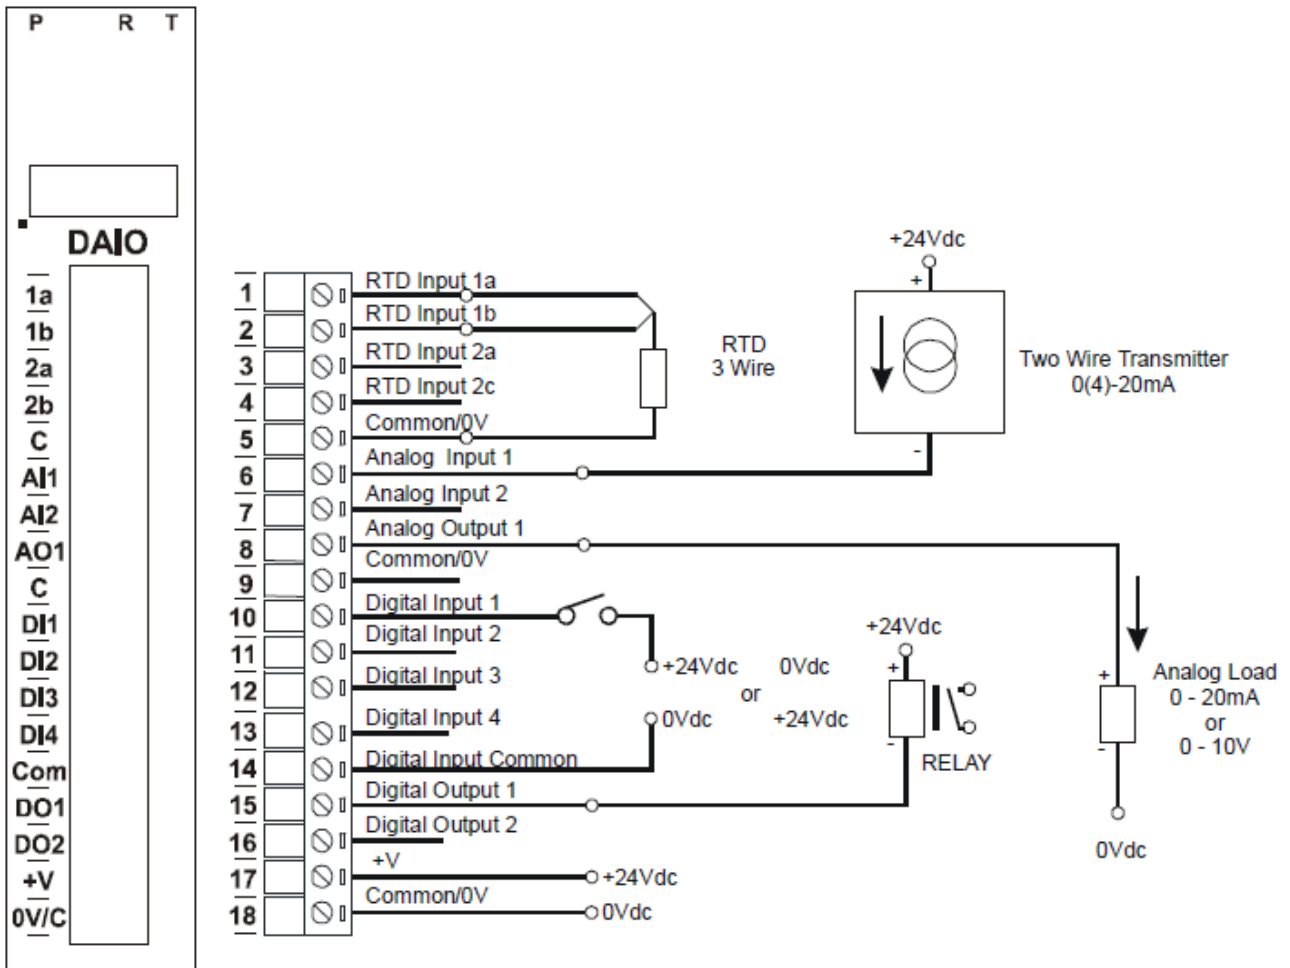 P R T
DAIO
1a
1b
2a
2b
C
AI1
AI2
AO1
C
DI1
DI2
DI3
DI4
Com
DO1
DO2
+V
0V/C
1 RTD Input 1a
2 RTD Input 1b
3 RTD Input 2a
4 RTD Input 2c
5 Common/0V
6 Analog Input 1
7 Analog Input 2
8 Analog Output 1
9 Common/0V
10 Digital Input 1
11 Digital Input 2
12 Digital Input 3
13 Digital Input 4
14 Digital Input Common
15 Digital Output 1
16 Digital Output 2
17 +V
+24Vdc
18 Common/0V
0Vdc
RTD
3 Wire
+24Vdc
+
-
Two Wire Transmitter
0(4)-20mA
+24Vdc 0Vdc
or
0Vdc +24Vdc
+24Vdc
+
-
RELAY
+
-
Analog Load
0 - 20mA
or
0 - 10V
0Vdc